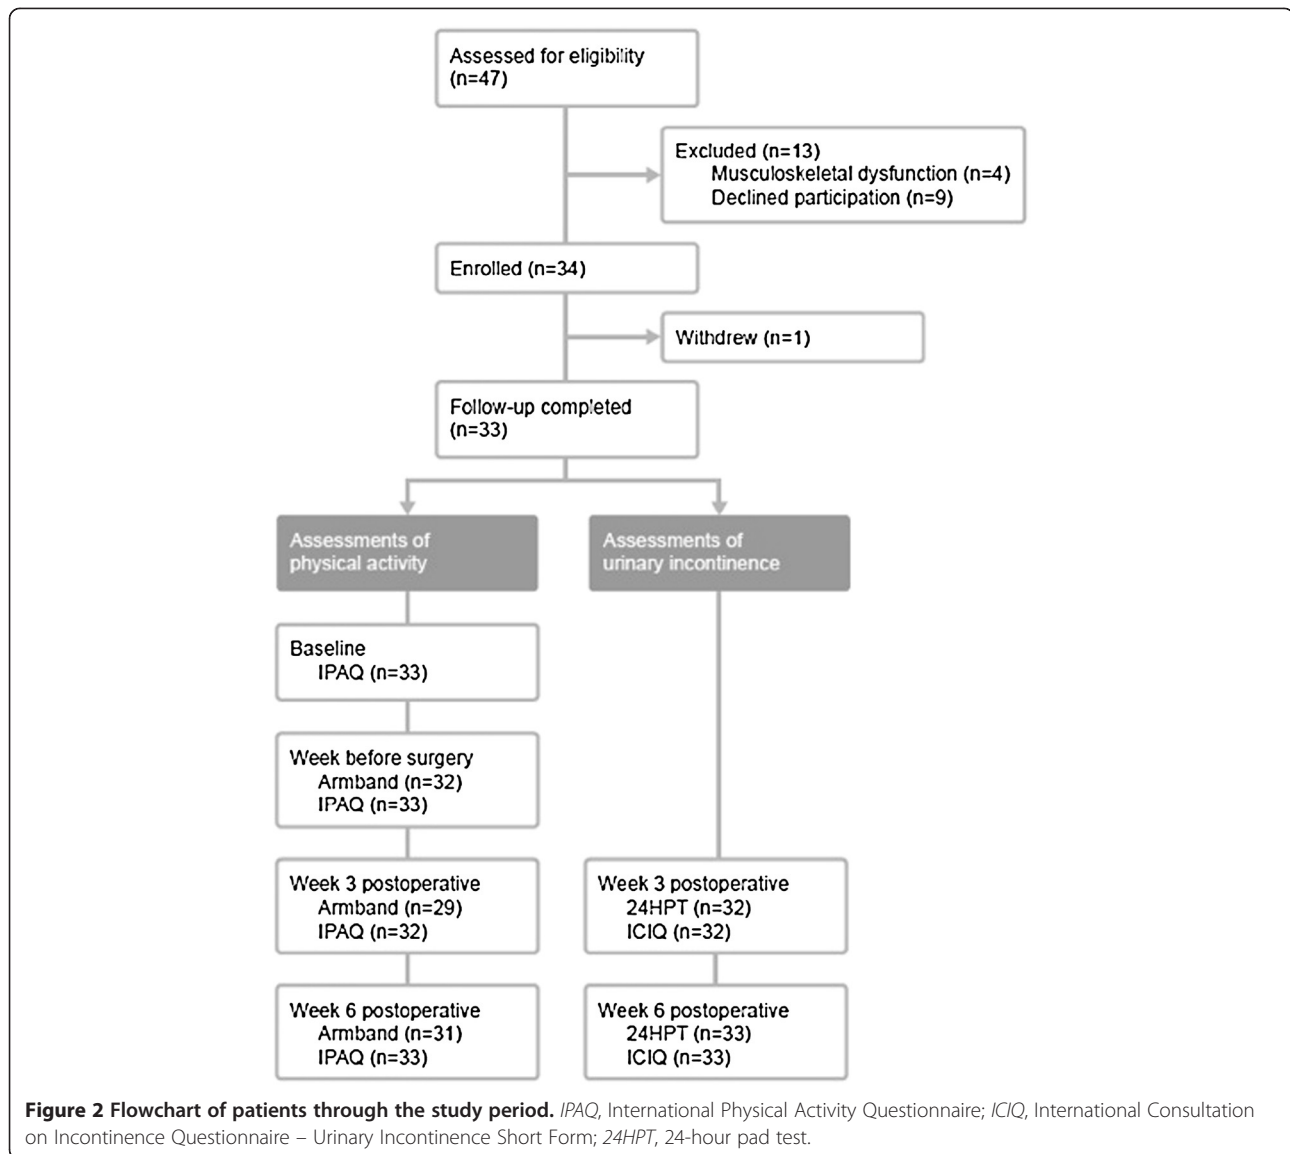 Assessed for eligibility
(n=47)
Excluded (n=13)
Musculoskeletal dysfunction (n=4)
Declined participation (n=9)
Enrolled (n=34)
Withdrew (n=1)
Follow-up completed
(n=33)
Assessments of
physical activity
Assessments of
urinary incontinence
Baseline
IPAQ (n=33)
Week before surgery
Armband (n=32)
IPAQ (n=33)
Week 3 postoperative
Armband (n=29)
IPAQ (n=32)
Week 3 postoperative
24HPT (n=32)
ICIQ (n=32)
Week 6 postoperative
Armband (n=31)
IPAQ (n=33)
Week 6 postoperative
24HPT (n=33)
ICIQ (n=33)
Figure 2 Flowchart of patients through the study period. IPAQ, International Physical Activity Questionnaire; ICIQ, International Consultation
on Incontinence Questionnaire – Urinary Incontinence Short Form; 24HPT, 24-hour pad test.